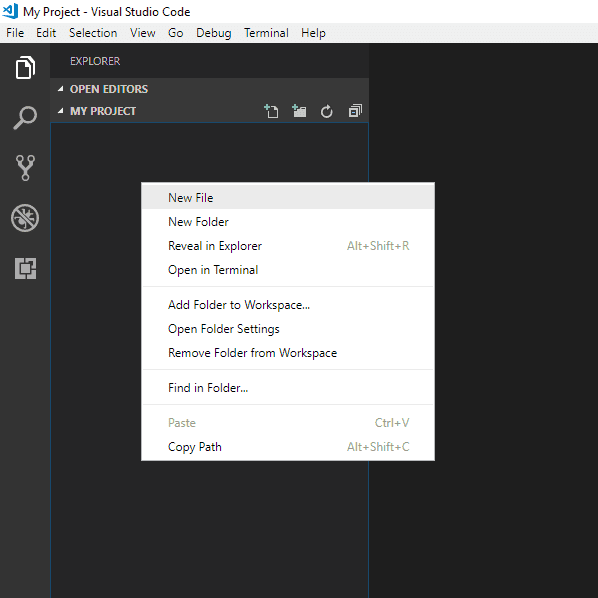 My Project - Visual Studio Code
File Edit Selection View Go Debug Terminal Help
EXPLORER
OPEN EDITORS
MY PROJECT
New File
New Folder
Reveal in Explorer Alt+Shift+R
Open in Terminal
Add Folder to Workspace...
Open Folder Settings
Remove Folder from Workspace
Find in Folder...
Paste Ctrl+V
Copy Path Alt+Shift+C